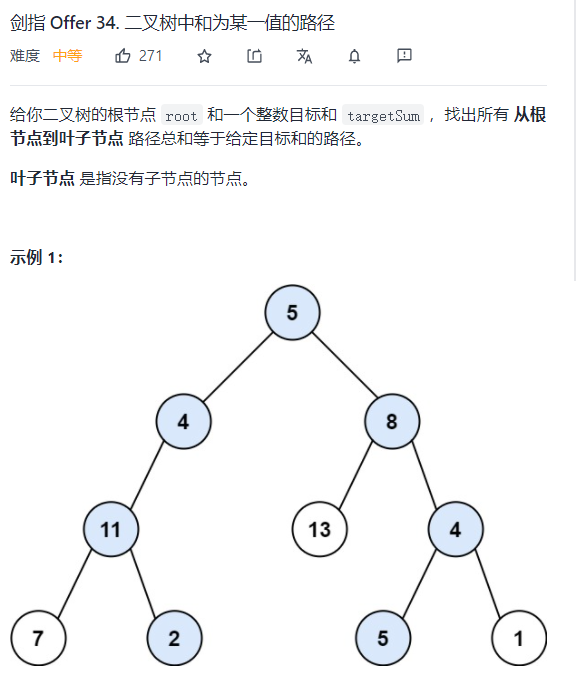 剑指 Offer 34. 二叉树中和为某一值的路径
难度 中等 271
给你二叉树的根节点 root 和一个整数目标和 targetSum ，找出所有 从根
节点到叶子节点 路径总和等于给定目标和的路径。
叶子节点 是指没有子节点的节点。
示例 1：
5
4 8
11 13 4
7 2 5 1